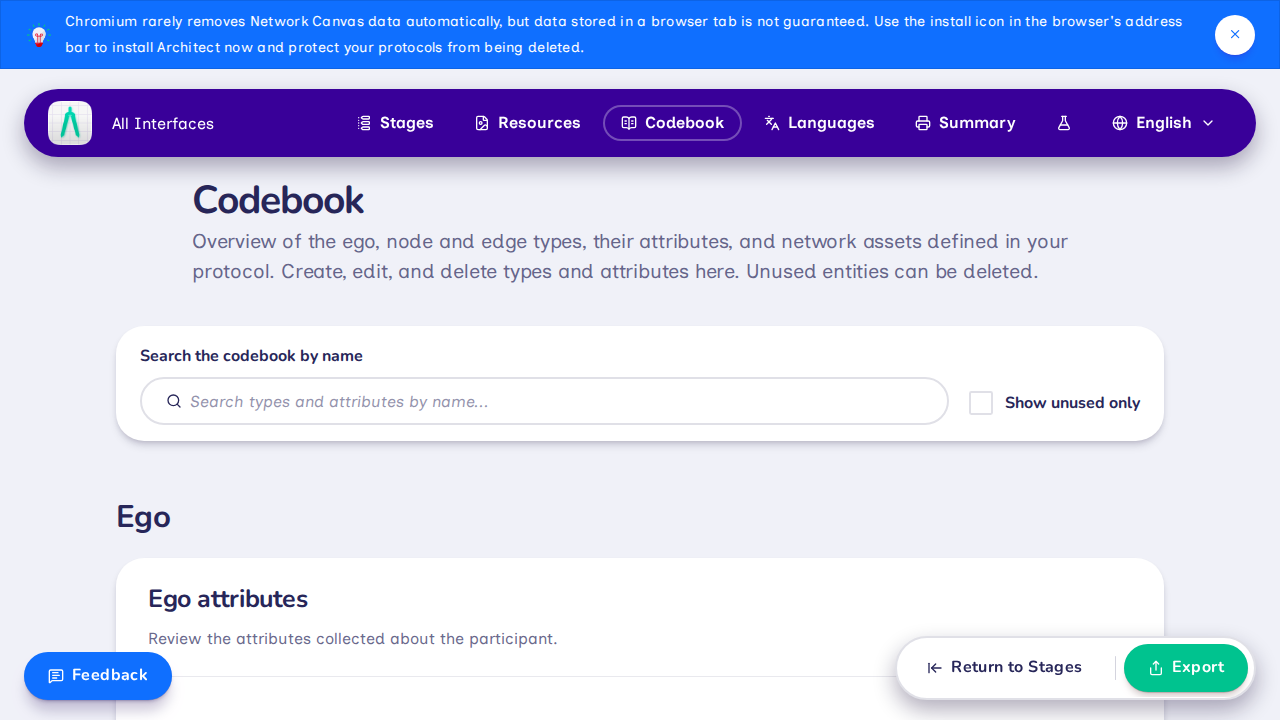 Chromium rarely removes Network Canvas data automatically, but data stored in a browser tab is not guaranteed. Use the install icon in the browser's address
bar to install Architect now and protect your protocols from being deleted.
All Interfaces
Stages
Resources
Codebook
Languages
Summary
English
Codebook
Overview of the ego, node and edge types, their attributes, and network assets defined in your
protocol. Create, edit, and delete types and attributes here. Unused entities can be deleted.
Search the codebook by name
Search types and attributes by name...
Show unused only
Ego
Ego attributes
Review the attributes collected about the participant.
Feedback
Return to Stages
Export